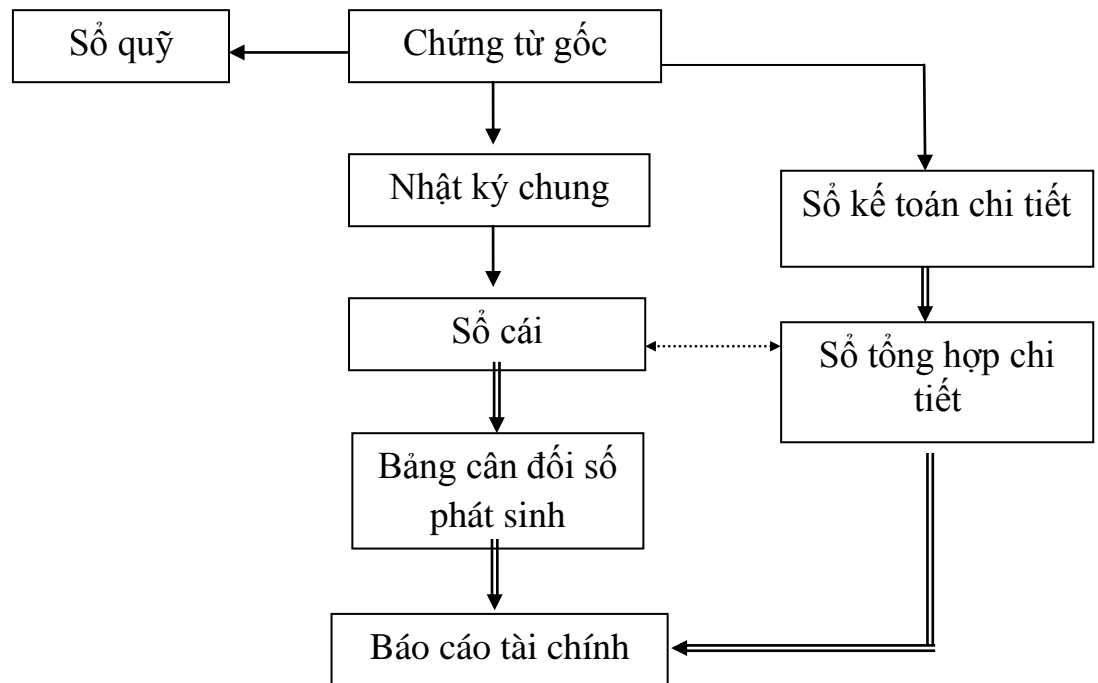 Sổ quỹ
Chứng từ gốc
Nhật ký chung
Sổ kế toán chi tiết
Sổ cái
Sổ tổng hợp chi
tiết
Bảng cân đối số
phát sinh
Báo cáo tài chính